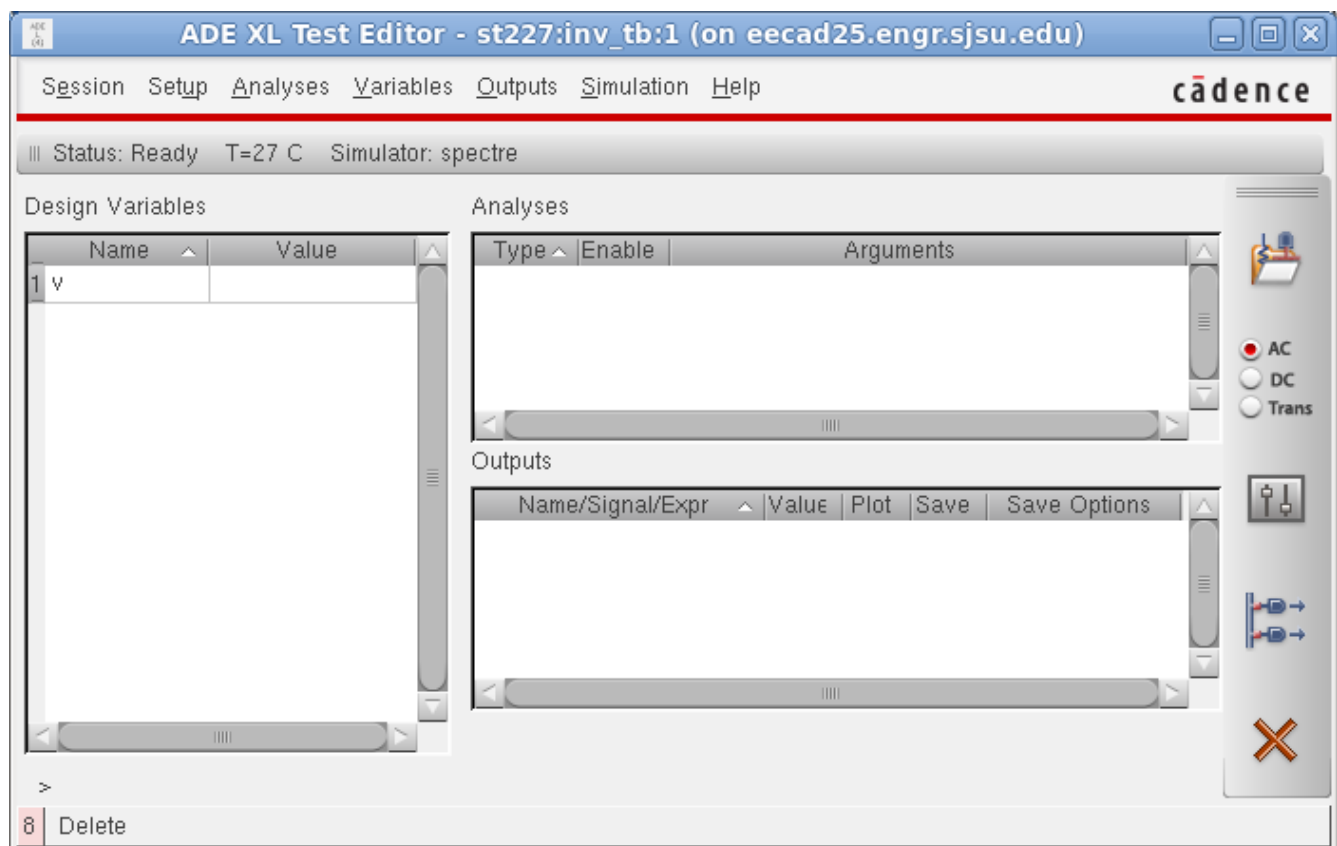 ADE L (4) ADE XL Test Editor - st227:inv_tb:1 (on eecad25.engr.sjsu.edu)
Session Setup Analyses Variables Outputs Simulation Help cādence
Status: Ready T=27 C Simulator: spectre
Design Variables
Name Value
1 v
Analyses
Type Enable Arguments
AC
DC
Trans
Outputs
Name/Signal/Expr Value Plot Save Save Options
>
8 Delete